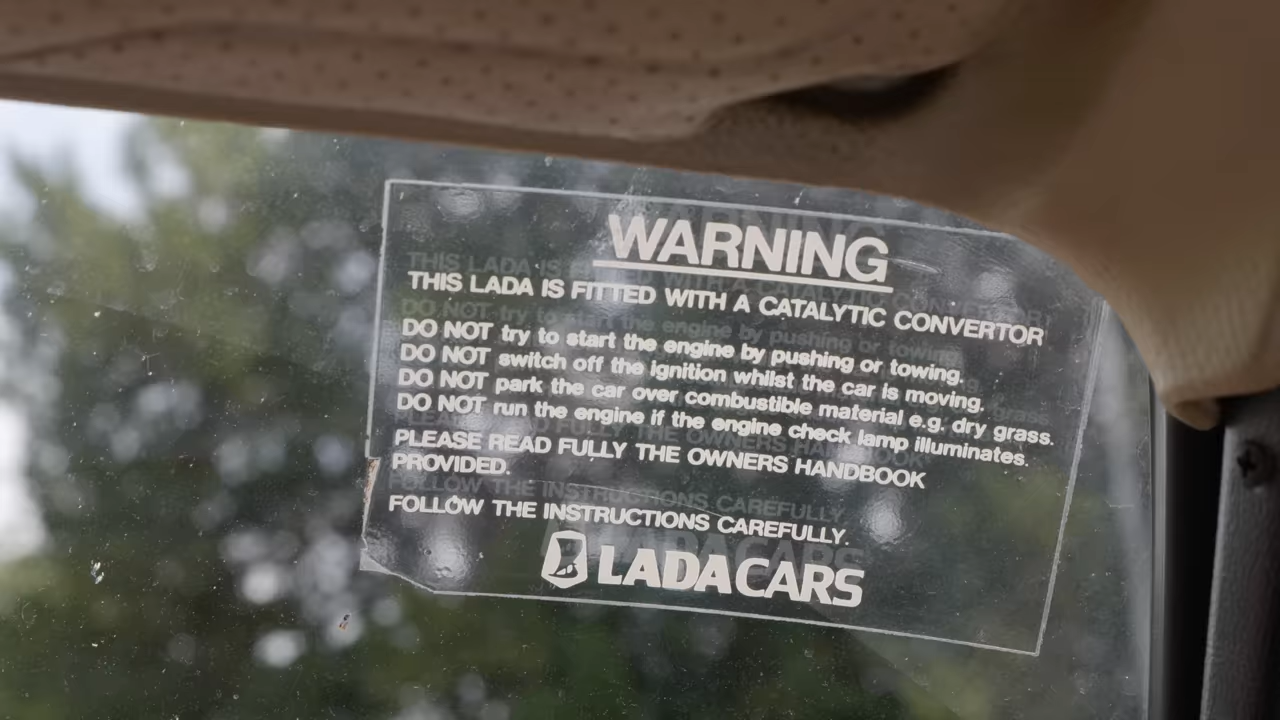 WARNING
THIS LADA IS FITTED WITH A CATALYTIC CONVERTOR
DO NOT try to start the engine by pushing or towing.
DO NOT switch off the ignition whilst the car is moving.
DO NOT park the car over combustible material e.g. dry grass.
DO NOT run the engine if the engine check lamp illuminates.
PLEASE READ FULLY THE OWNERS HANDBOOK
PROVIDED.
FOLLOW THE INSTRUCTIONS CAREFULLY.
LADA CARS